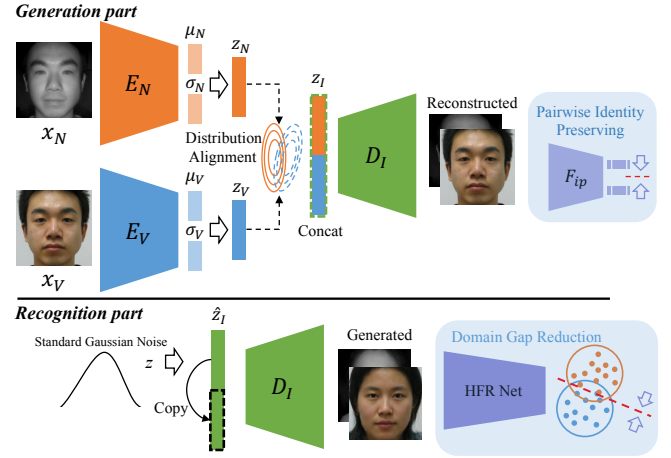 Generation part
x_N
E_N
μ_N
σ_N
z_N
Distribution
Alignment
x_V
E_V
μ_V
σ_V
z_V
z_I
Concat
D_I
Reconstructed
Pairwise Identity
Preserving
F_ip
Recognition part
Standard Gaussian Noise
z
ẑ_I
Copy
D_I
Generated
Domain Gap Reduction
HFR Net